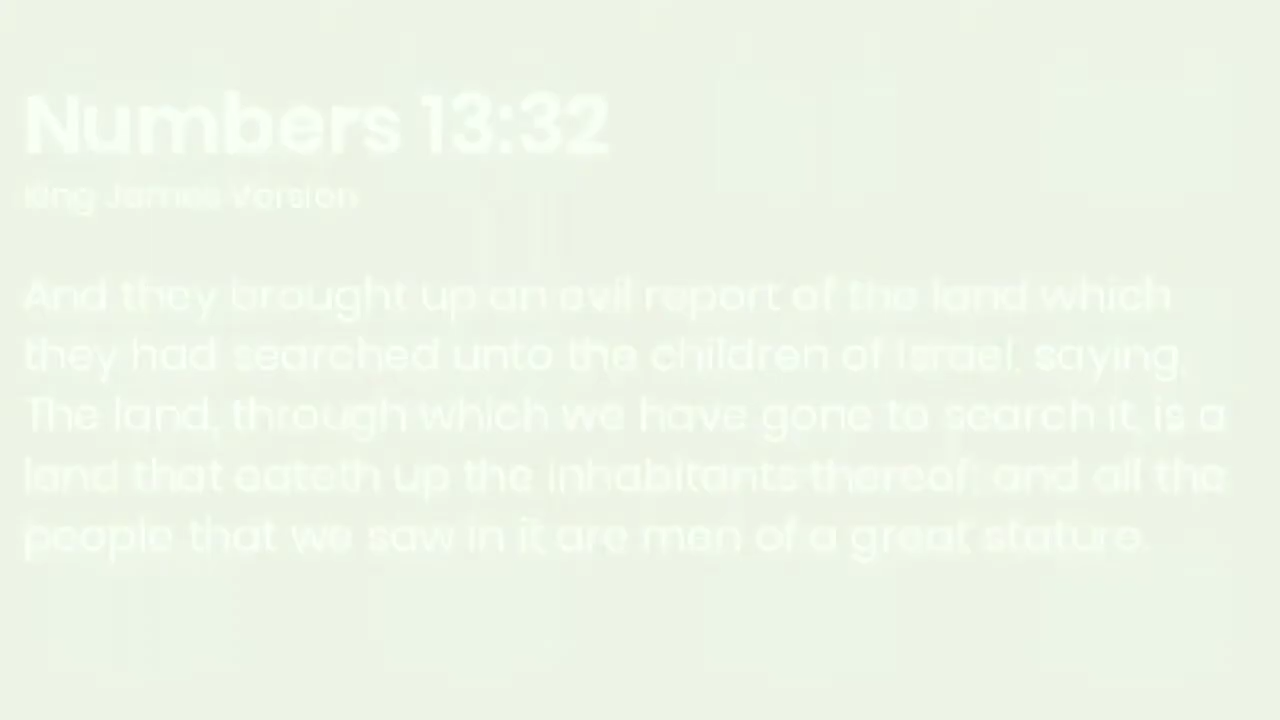 Numbers 13:32
King James Version
And they brought up an evil report of the land which
they had searched unto the children of Israel, saying,
The land, through which we have gone to search it, is a
land that eateth up the inhabitants thereof; and all the
people that we saw in it are men of a great stature.